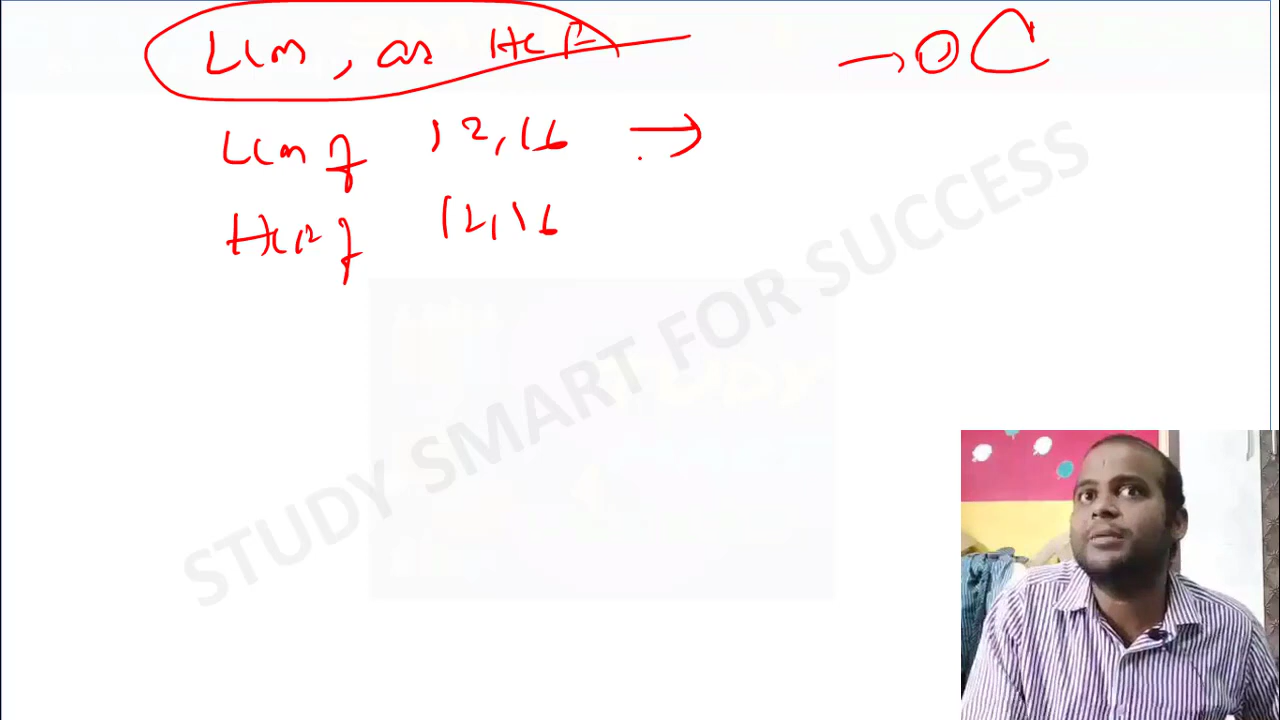 LCM, or HCF
LCM of 12, 16 →
HCF of 12, 16
STUDY SMART FOR SUCCESS